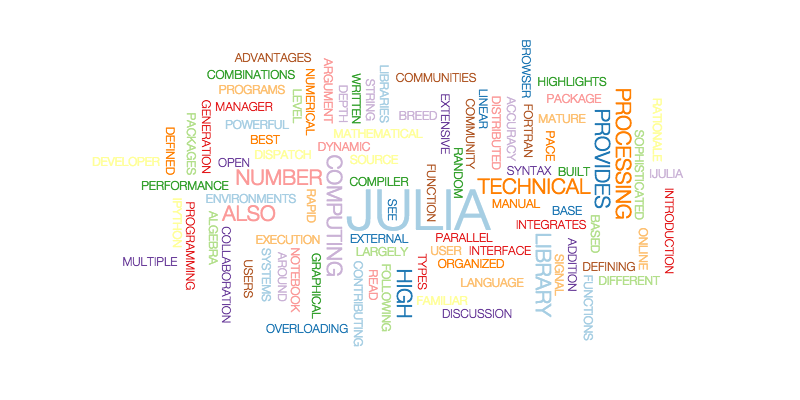 BROWSER
ADVANTAGES
ARGUMENT
LIBRARIES
COMBINATIONS
NUMERICAL
DEPTH
WRITTEN
STRING
COMMUNITIES
HIGHLIGHTS
PROGRAMS
LEVEL
LINEAR
PACKAGE
PROCESSING
GENERATION
MANAGER
EXTENSIVE
COMMUNITY
DISTRIBUTED
ACCURACY
FORTRAN
PROVIDES
RATIONALE
PACKAGES
POWERFUL
BREED
MATURE
DEFINED
BEST
MATHEMATICAL
PAGE
SOPHISTICATED
DYNAMIC
DEVELOPER
OPEN
DISPATCH
COMPUTING
SOURCE
FUNCTION
RANDOM
SYNTAX
BUILT
IJULIA
PERFORMANCE
NUMBER
COMPILER
TECHNICAL
INTRODUCTION
IPYTHON
PROGRAMMING
ENVIRONMENTS
RAPID
JULIA
SEE
MANUAL
BASE
ALGEBRA
ALSO
INTEGRATES
BASED
ONLINE
COLLABORATION
EXECUTION
EXTERNAL
PARALLEL
LIBRARY
ADDITION
MULTIPLE
USERS
SYSTEMS
AROUND
NOTEBOOK
GRAPHICAL
LARGELY
USER
INTERFACE
SIGNAL
CONTRIBUTING
READ
FOLLOWING
HIGH
TYPES
ORGANIZED
DEFINING
LANGUAGE
FUNCTIONS
DIFFERENT
FAMILIAR
DISCUSSION
OVERLOADING